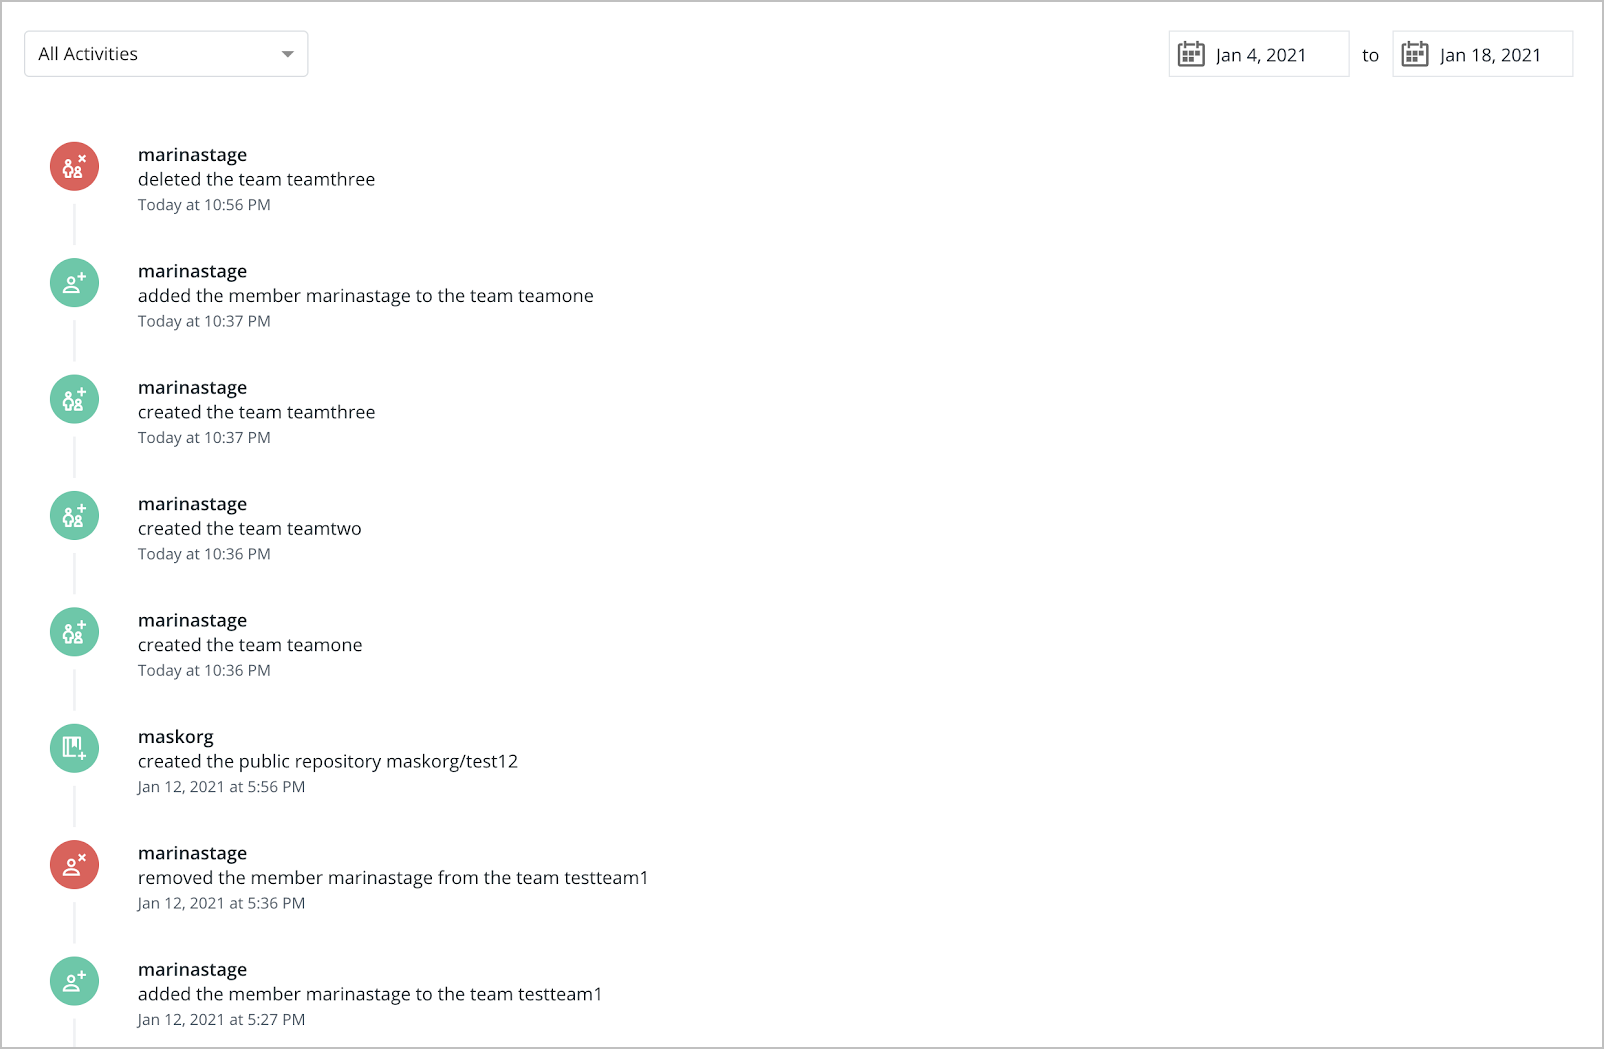 All Activities
Jan 4, 2021 to Jan 18, 2021
marinastage
deleted the team teamthree
Today at 10:56 PM
marinastage
added the member marinastage to the team teamone
Today at 10:37 PM
marinastage
created the team teamthree
Today at 10:37 PM
marinastage
created the team teamtwo
Today at 10:36 PM
marinastage
created the team teamone
Today at 10:36 PM
maskorg
created the public repository maskorg/test12
Jan 12, 2021 at 5:56 PM
marinastage
removed the member marinastage from the team testteam1
Jan 12, 2021 at 5:36 PM
marinastage
added the member marinastage to the team testteam1
Jan 12, 2021 at 5:27 PM